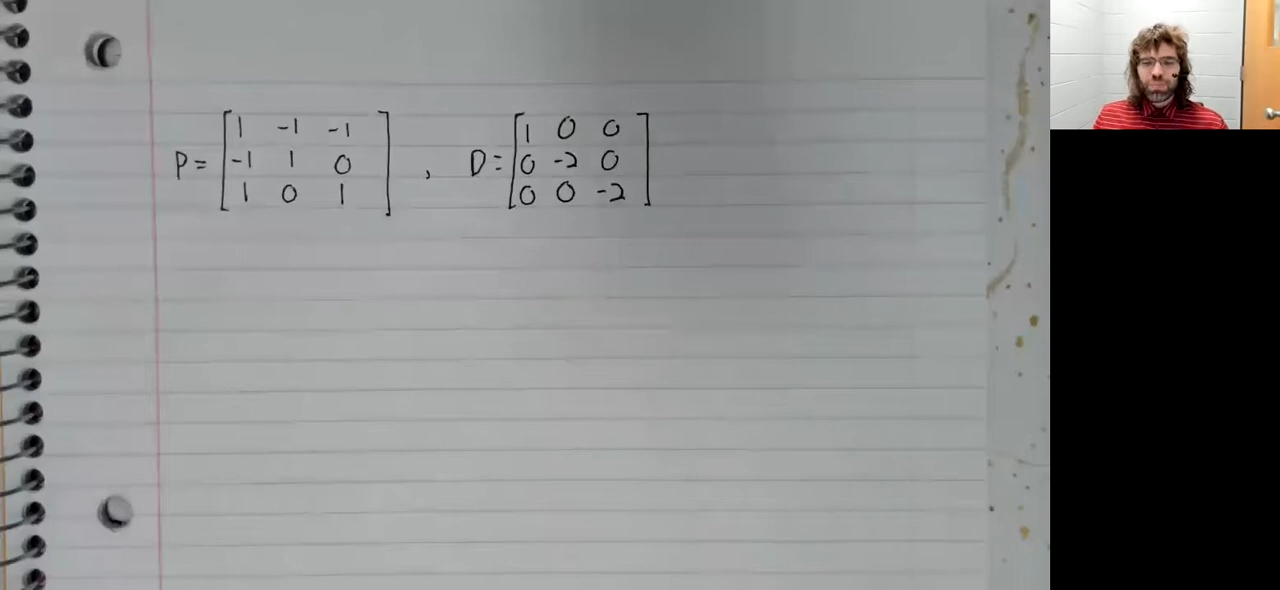 P = [1 -1 -1; -1 1 0; 1 0 1] , D = [1 0 0; 0 -2 0; 0 0 -2]